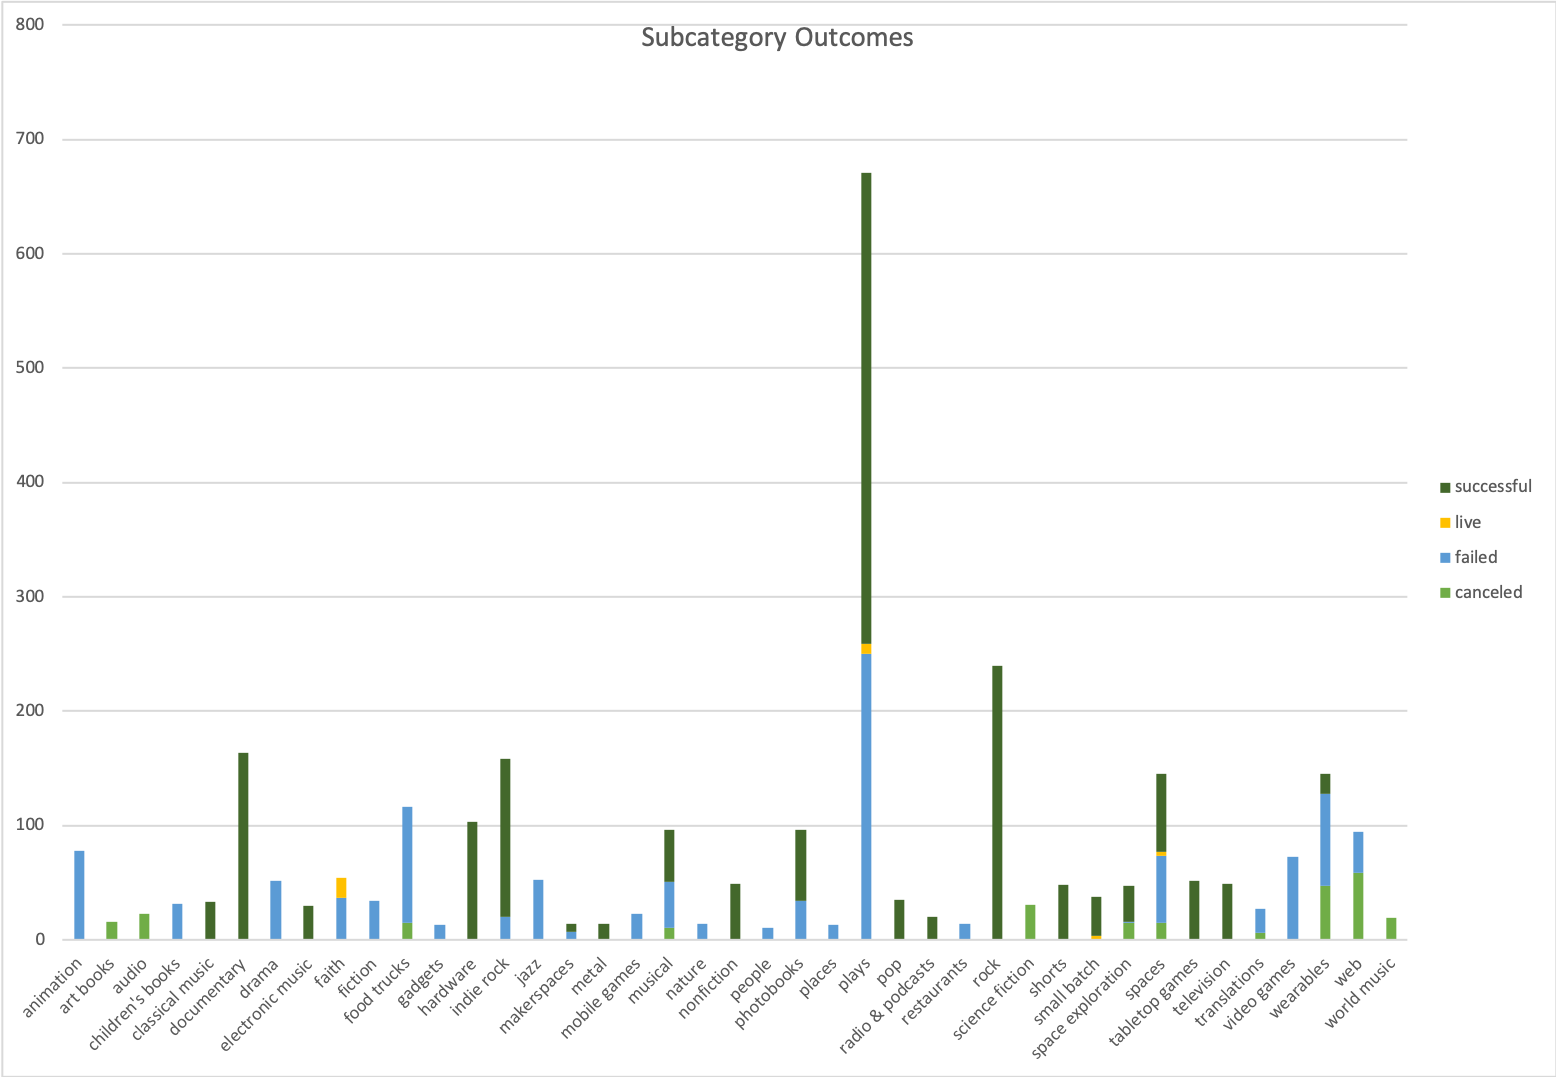 Subcategory Outcomes
800
700
600
500
400
300
200
100
0
animation
art books
audio
children's books
classical music
documentary
drama
electronic music
faith
fiction
food trucks
gadgets
hardware
indie rock
jazz
makerspaces
metal
mobile games
musical
nature
nonfiction
people
photobooks
places
plays
pop
radio & podcasts
restaurants
rock
science fiction
shorts
small batch
space exploration
spaces
tabletop games
television
translations
video games
wearables
web
world music
successful
live
failed
canceled